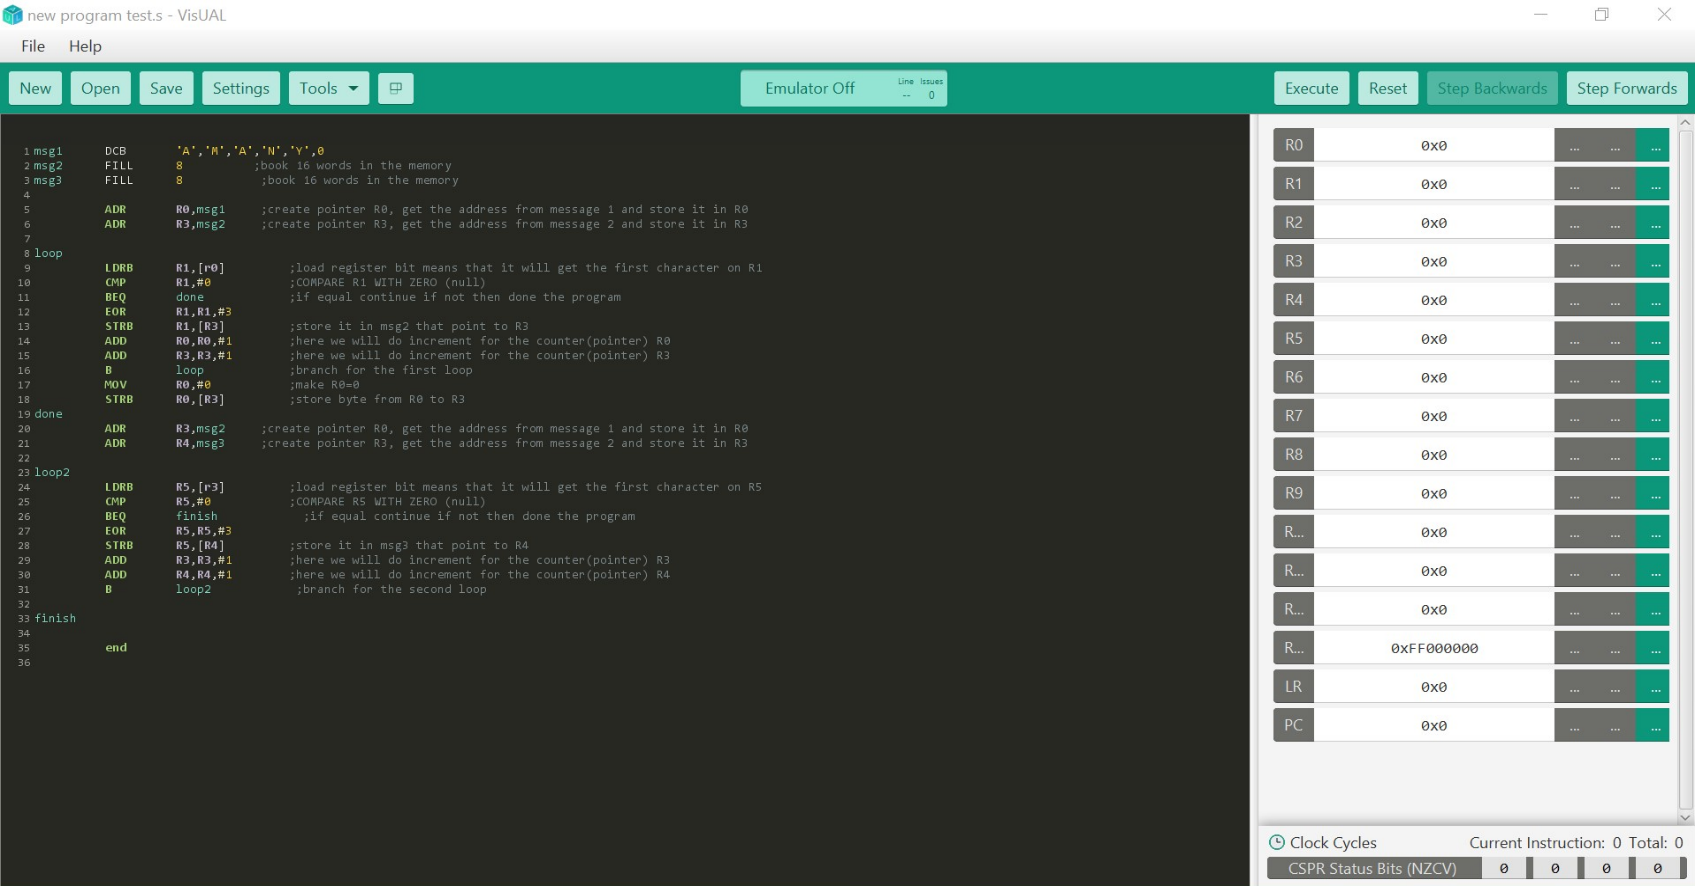 new program test.s - VisUAL
File Help
New Open Save Settings Tools Emulator Off Line Issues -- 0 Execute Reset Step Backwards Step Forwards
1 msg1 DCB 'A','M','A','N','Y',0
2 msg2 FILL 8 ;book 16 words in the memory
3 msg3 FILL 8 ;book 16 words in the memory
4
5 ADR R0,msg1 ;create pointer R0, get the address from message 1 and store it in R0
6 ADR R3,msg2 ;create pointer R3, get the address from message 2 and store it in R3
7
8 loop
9 LDRB R1,[r0] ;load register bit means that it will get the first character on R1
10 CMP R1,#0 ;COMPARE R1 WITH ZERO (null)
11 BEQ done ;if equal continue if not then done the program
12 EOR R1,R1,#3
13 STRB R1,[R3] ;store it in msg2 that point to R3
14 ADD R0,R0,#1 ;here we will do increment for the counter(pointer) R0
15 ADD R3,R3,#1 ;here we will do increment for the counter(pointer) R3
16 B loop ;branch for the first loop
17 MOV R0,#0 ;make R0=0
18 STRB R0,[R3] ;store byte from R0 to R3
19 done
20 ADR R3,msg2 ;create pointer R0, get the address from message 1 and store it in R0
21 ADR R4,msg3 ;create pointer R3, get the address from message 2 and store it in R3
22
23 loop2
24 LDRB R5,[r3] ;load register bit means that it will get the first character on R5
25 CMP R5,#0 ;COMPARE R5 WITH ZERO (null)
26 BEQ finish ;if equal continue if not then done the program
27 EOR R5,R5,#3
28 STRB R5,[R4] ;store it in msg3 that point to R4
29 ADD R3,R3,#1 ;here we will do increment for the counter(pointer) R3
30 ADD R4,R4,#1 ;here we will do increment for the counter(pointer) R4
31 B loop2 ;branch for the second loop
32
33 finish
34
35 end
36
R0 0x0 ... ... ...
R1 0x0 ... ... ...
R2 0x0 ... ... ...
R3 0x0 ... ... ...
R4 0x0 ... ... ...
R5 0x0 ... ... ...
R6 0x0 ... ... ...
R7 0x0 ... ... ...
R8 0x0 ... ... ...
R9 0x0 ... ... ...
R... 0x0 ... ... ...
R... 0x0 ... ... ...
R... 0x0 ... ... ...
R... 0xFF000000 ... ... ...
LR 0x0 ... ... ...
PC 0x0 ... ... ...
Clock Cycles Current Instruction: 0 Total: 0
CSPR Status Bits (NZCV) 0 0 0 0